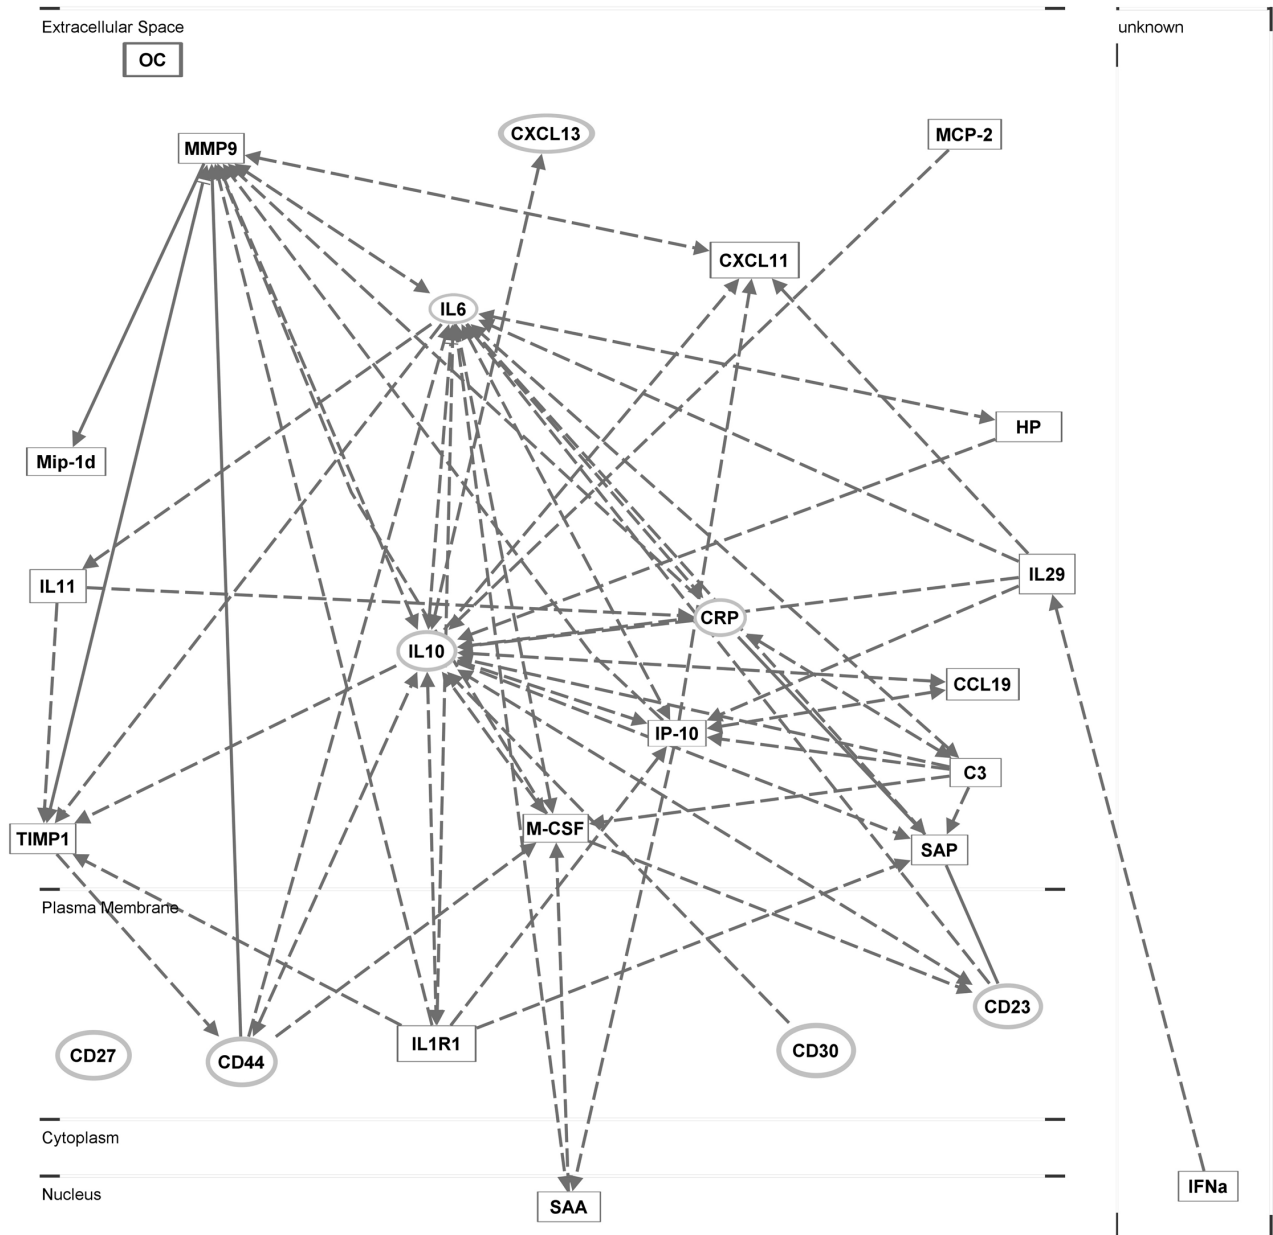 Extracellular Space
unknown
OC
CXCL13
MCP-2
MMP9
CXCL11
IL6
HP
Mip-1d
IL29
IL11
CRP
IL10
CCL19
IP-10
C3
M-CSF
TIMP1
SAP
Plasma Membrane
CD23
IL1R1
CD30
CD27
CD44
Cytoplasm
IFNa
Nucleus
SAA